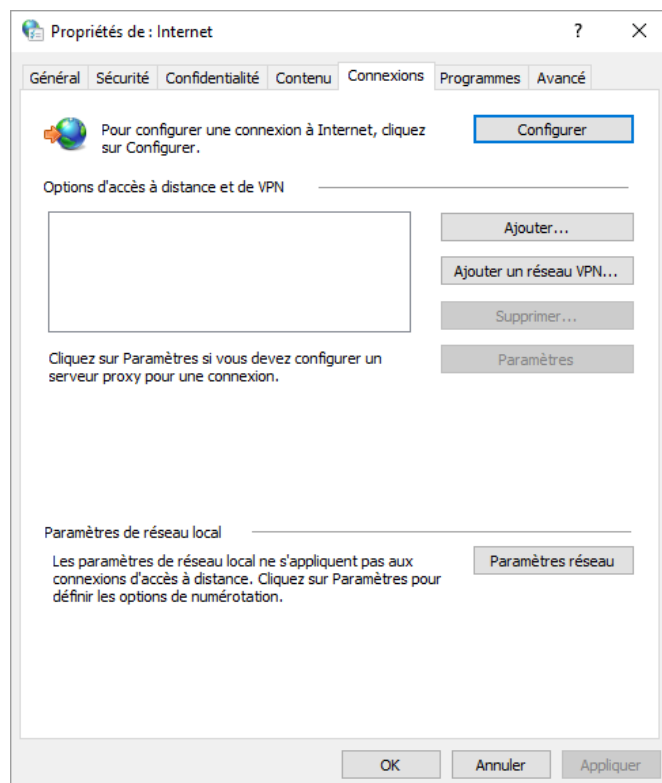 Propriétés de : Internet
?
Général Sécurité Confidentialité Contenu Connexions Programmes Avancé
Pour configurer une connexion à Internet, cliquez
sur Configurer.
Configurer
Options d'accès à distance et de VPN
Ajouter...
Ajouter un réseau VPN...
Supprimer...
Cliquez sur Paramètres si vous devez configurer un
serveur proxy pour une connexion.
Paramètres
Paramètres de réseau local
Les paramètres de réseau local ne s'appliquent pas aux
connexions d'accès à distance. Cliquez sur Paramètres pour
définir les options de numérotation.
Paramètres réseau
OK Annuler Appliquer